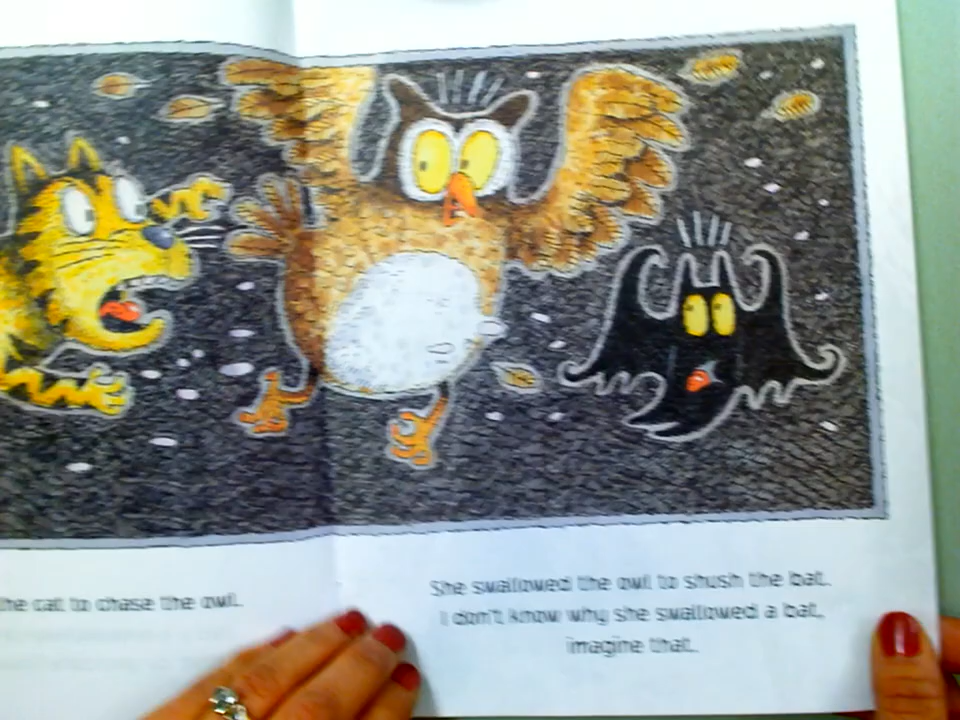 the cat to chase the owl.
She swallowed the owl to shush the bat.
I don't know why she swallowed a bat,
imagine that.